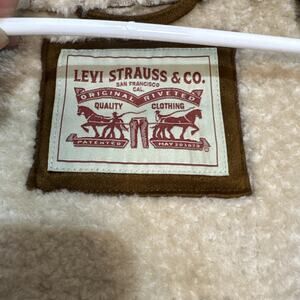 LEVI STRAUSS & CO.
SAN FRANCISCO
CAL.
ORIGINAL RIVETED
QUALITY CLOTHING
PATENTED MAY 20 1873